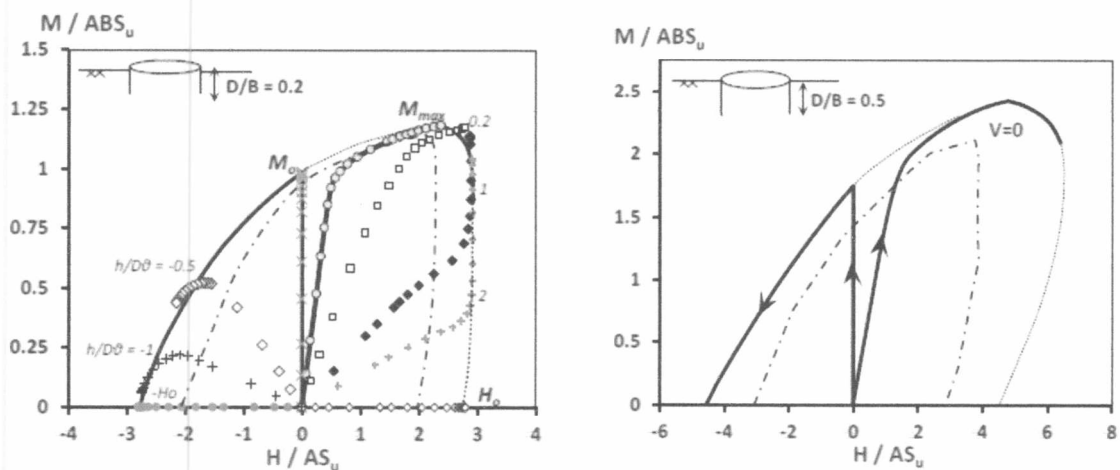 M / ABSu
1.5
1.25
1
0.75
0.5
0.25
0
D/B = 0.2
Mmax
0.2
Mo
1
h/Dϑ = -0.5
2
h/Dϑ = -1
-Ho
Ho
-4 -3 -2 -1 0 1 2 3 4
H / ASu
M / ABSu
2.5
2
1.5
1
0.5
0
D/B = 0.5
V=0
-6 -4 -2 0 2 4 6 8
H / ASu